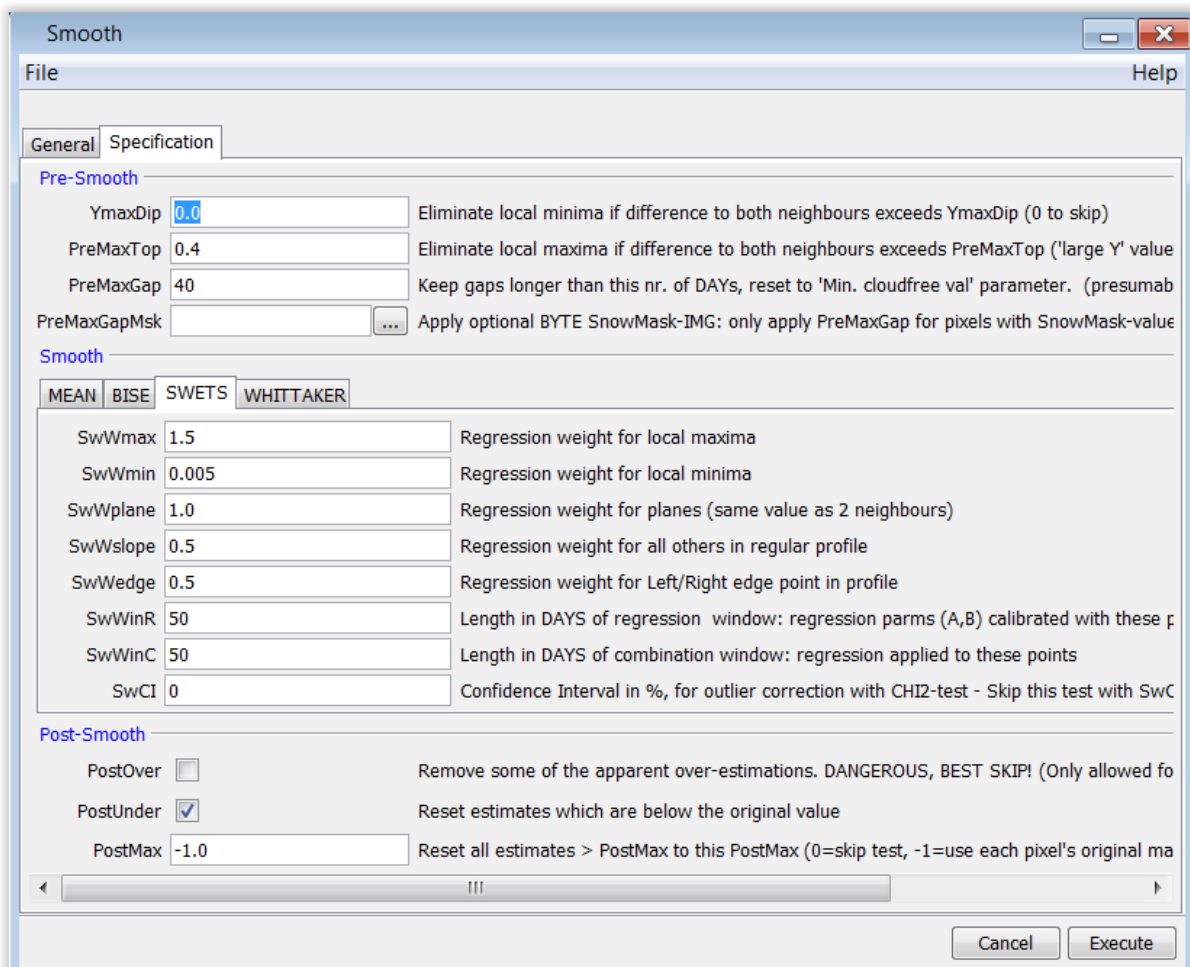 Smooth
File Help
General Specification
Pre-Smooth
YmaxDip 0.0 Eliminate local minima if difference to both neighbours exceeds YmaxDip (0 to skip)
PreMaxTop 0.4 Eliminate local maxima if difference to both neighbours exceeds PreMaxTop ('large Y' value
PreMaxGap 40 Keep gaps longer than this nr. of DAYs, reset to 'Min. cloudfree val' parameter. (presumab
PreMaxGapMsk ... Apply optional BYTE SnowMask-IMG: only apply PreMaxGap for pixels with SnowMask-value
Smooth
MEAN BISE SWETS WHITTAKER
SwWmax 1.5 Regression weight for local maxima
SwWmin 0.005 Regression weight for local minima
SwWplane 1.0 Regression weight for planes (same value as 2 neighbours)
SwWslope 0.5 Regression weight for all others in regular profile
SwWedge 0.5 Regression weight for Left/Right edge point in profile
SwWinR 50 Length in DAYS of regression window: regression parms (A,B) calibrated with these p
SwWinC 50 Length in DAYS of combination window: regression applied to these points
SwCI 0 Confidence Interval in %, for outlier correction with CHI2-test - Skip this test with SwC
Post-Smooth
PostOver Remove some of the apparent over-estimations. DANGEROUS, BEST SKIP! (Only allowed fo
PostUnder Reset estimates which are below the original value
PostMax -1.0 Reset all estimates > PostMax to this PostMax (0=skip test, -1=use each pixel's original ma
Cancel Execute